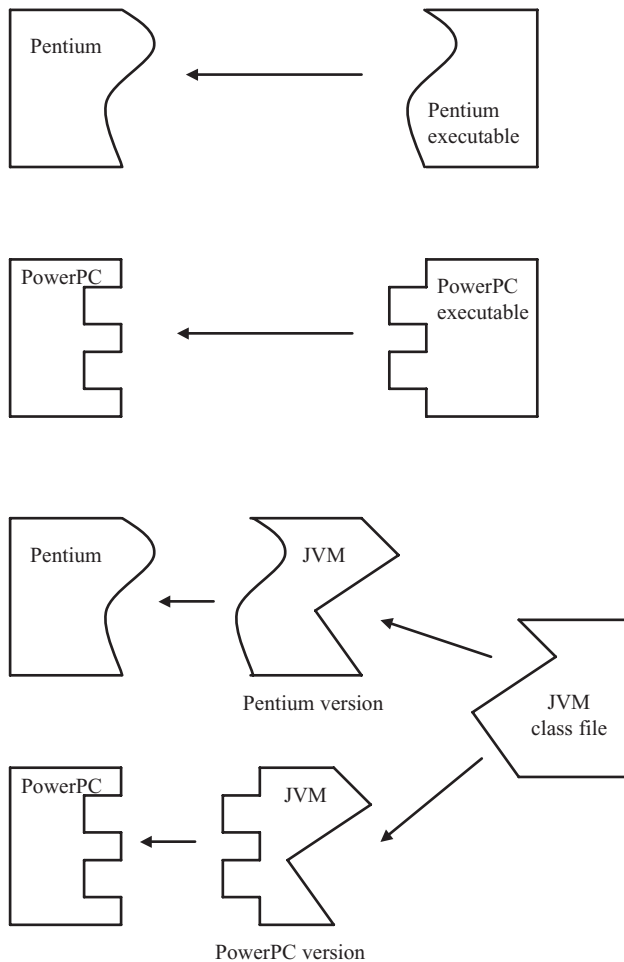 Pentium
Pentium
executable
PowerPC
PowerPC
executable
Pentium
JVM
Pentium version
JVM
class file
PowerPC
JVM
PowerPC version